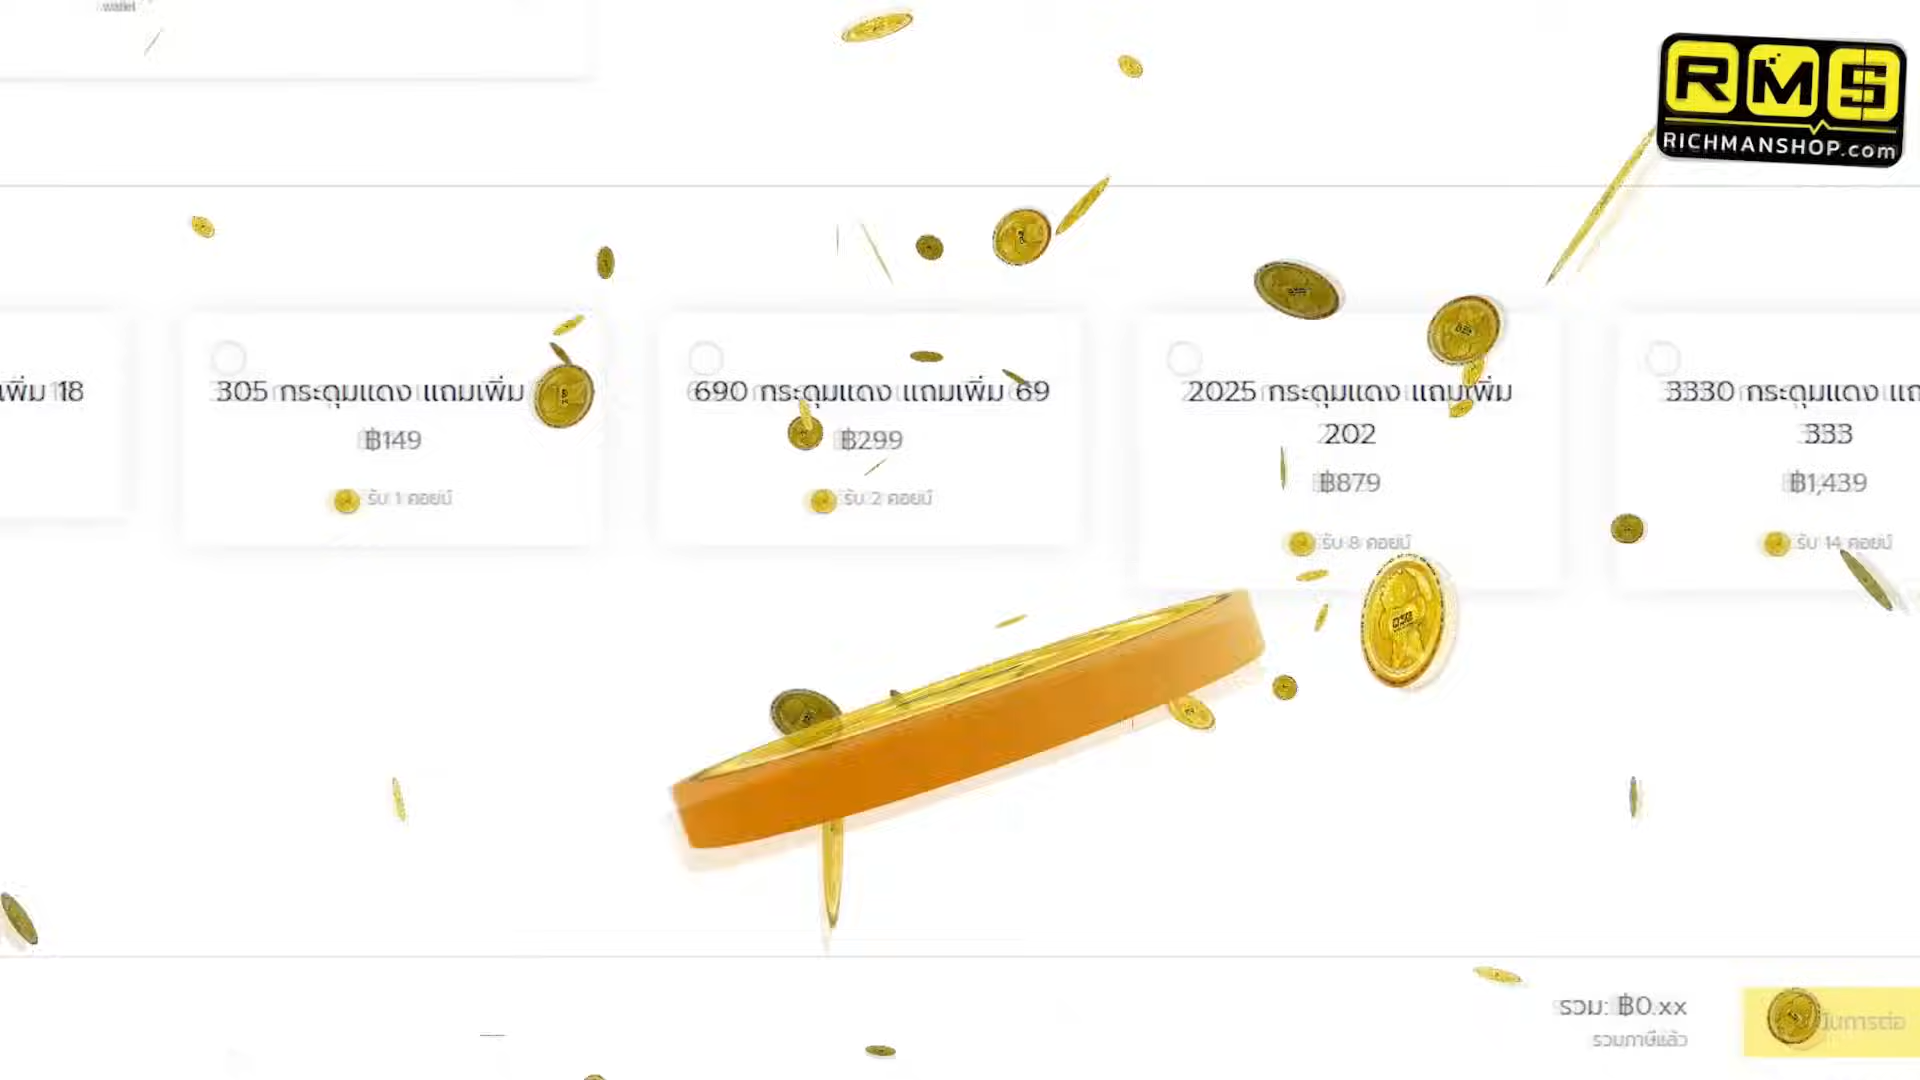 wallet
RMS
RICHMANSHOP.com
เพิ่ม 18
305 กระดุมแดง แถมเพิ่ม
฿149
รับ 1 คอยน์
690 กระดุมแดง แถมเพิ่ม 69
฿299
รับ 2 คอยน์
2025 กระดุมแดง แถมเพิ่ม
202
฿879
รับ 8 คอยน์
3330 กระดุมแดง
333
฿1,439
รับ 14 คอยน์
รวม: ฿0.xx
รวมภาษีแล้ว